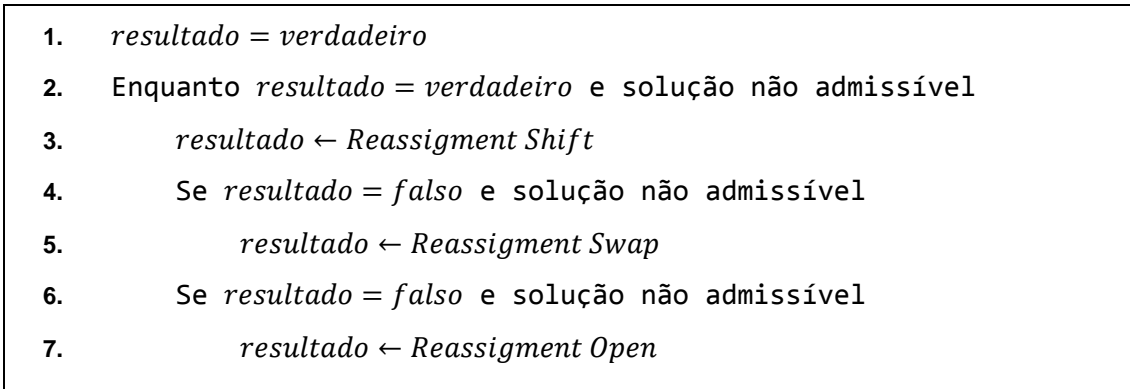 1. resultado = verdadeiro
2. Enquanto resultado = verdadeiro e solução não admissível
3. resultado ← Reassigment Shift
4. Se resultado = falso e solução não admissível
5. resultado ← Reassigment Swap
6. Se resultado = falso e solução não admissível
7. resultado ← Reassigment Open